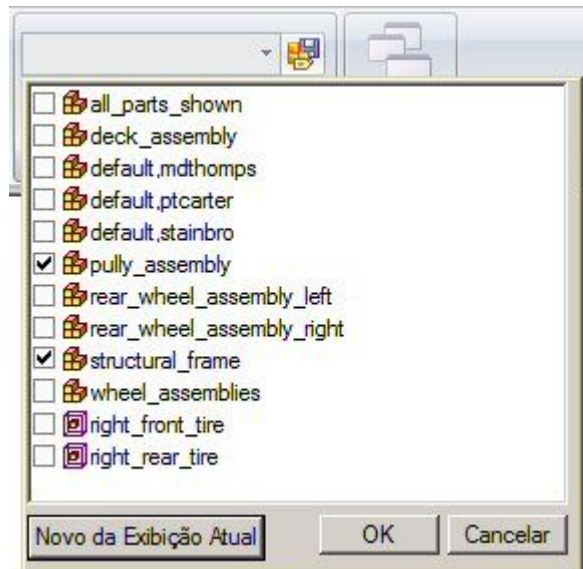 all_parts_shown
deck_assembly
default,mdthomps
default,ptcarter
default,stainbro
pully_assembly
rear_wheel_assembly_left
rear_wheel_assembly_right
structural_frame
wheel_assemblies
right_front_tire
right_rear_tire
Novo da Exibição Atual OK Cancelar